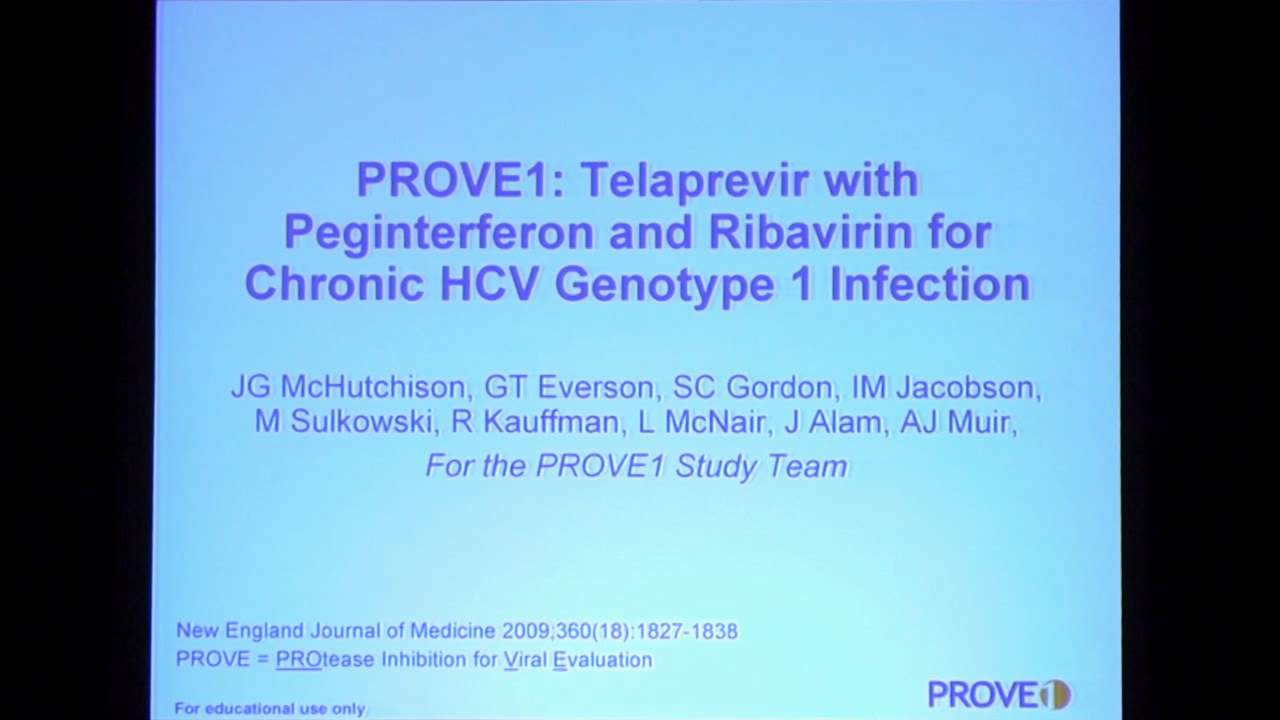 PROVE1: Telaprevir with
Peginterferon and Ribavirin for
Chronic HCV Genotype 1 Infection
JG McHutchison, GT Everson, SC Gordon, IM Jacobson,
M Sulkowski, R Kauffman, L McNair, J Alam, AJ Muir,
For the PROVE1 Study Team
New England Journal of Medicine 2009;360(18):1827-1838
PROVE = PROtease Inhibition for Viral Evaluation
For educational use only
PROVE1